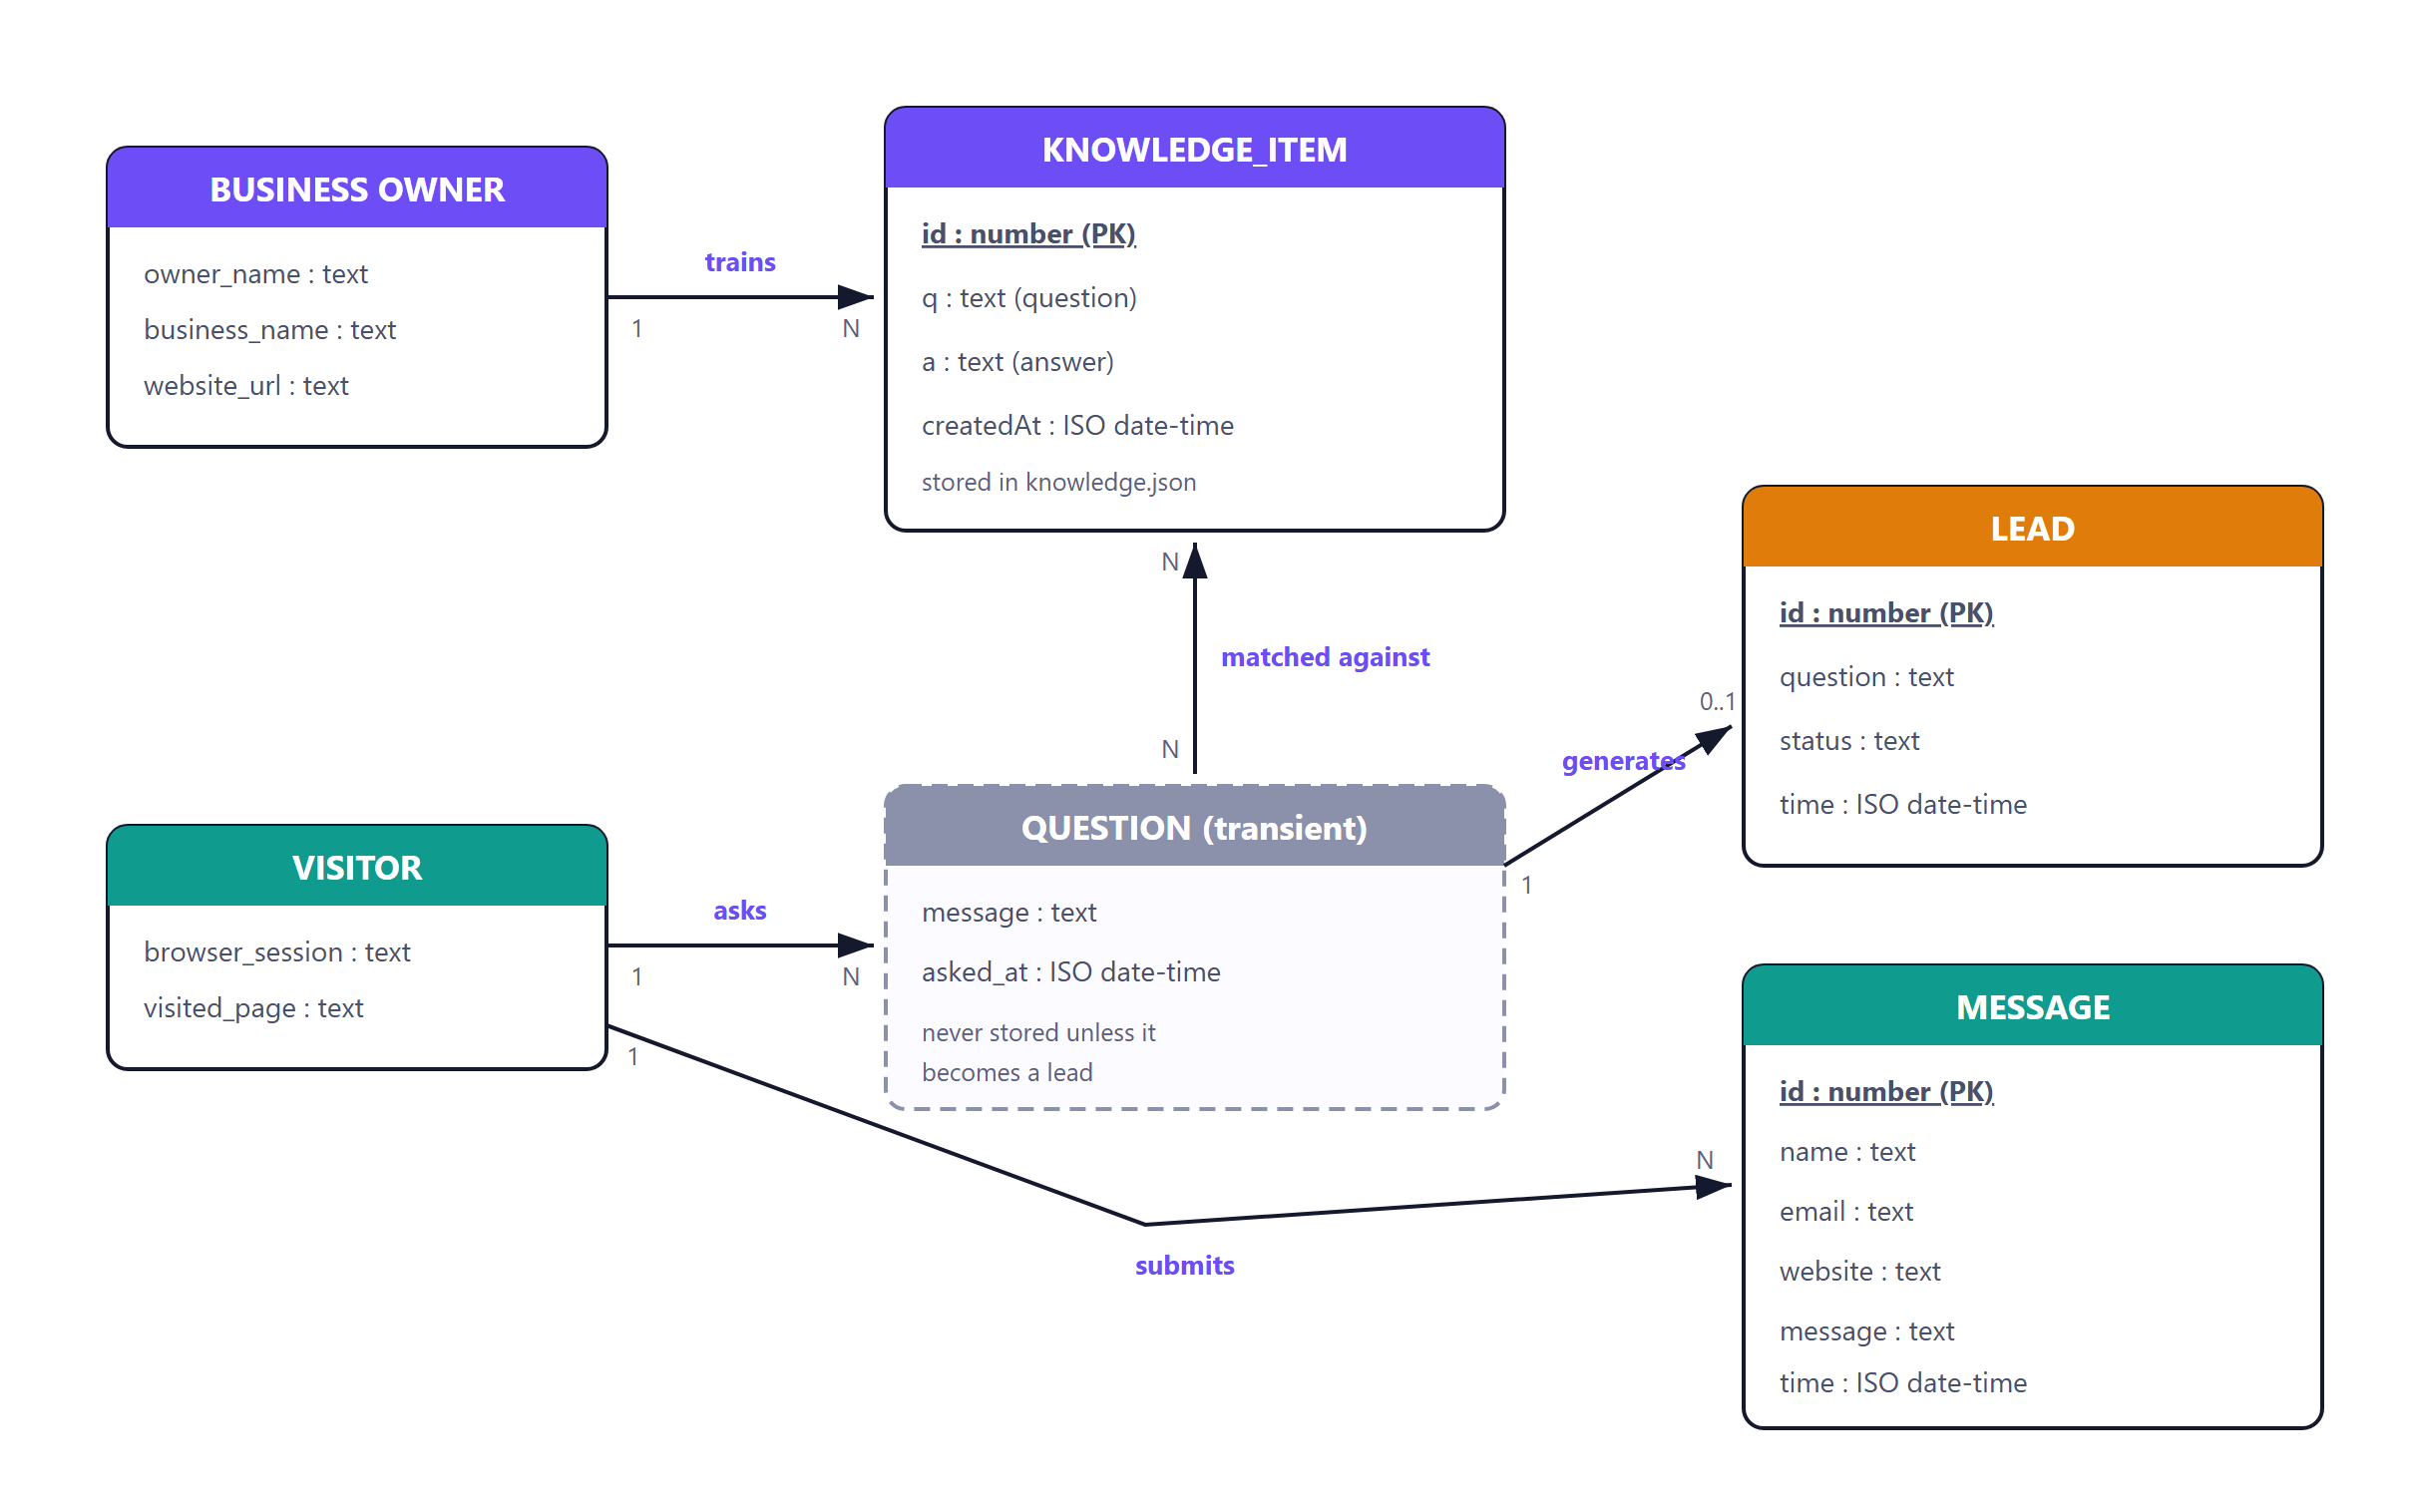 BUSINESS OWNER
owner_name : text
business_name : text
website_url : text
trains
1
N
KNOWLEDGE_ITEM
id : number (PK)
q : text (question)
a : text (answer)
createdAt : ISO date-time
stored in knowledge.json
N
matched against
N
LEAD
id : number (PK)
question : text
status : text
time : ISO date-time
0..1
generates
1
VISITOR
browser_session : text
visited_page : text
asks
1
N
1
QUESTION (transient)
message : text
asked_at : ISO date-time
never stored unless it
becomes a lead
submits
N
MESSAGE
id : number (PK)
name : text
email : text
website : text
message : text
time : ISO date-time